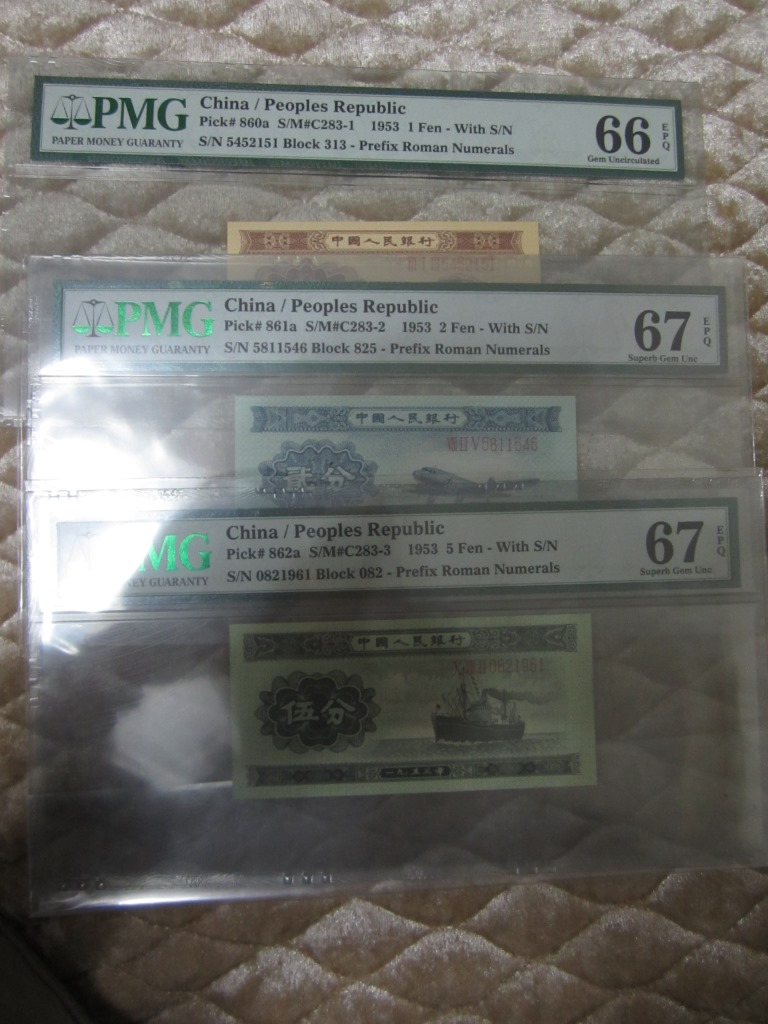 PMG
PAPER MONEY GUARANTY
China / Peoples Republic
Pick# 860a S/M#C283-1 1953 1 Fen - With S/N
S/N 5452151 Block 313 - Prefix Roman Numerals
66
EPQ
Gem Uncirculated
中國人民銀行
PMG
PAPER MONEY GUARANTY
China / Peoples Republic
Pick# 861a S/M#C283-2 1953 2 Fen - With S/N
S/N 5811546 Block 825 - Prefix Roman Numerals
67
EPQ
Superb Gem Unc
中國人民銀行
VIII II V 5811546
貳分
MG
EY GUARANTY
China / Peoples Republic
Pick# 862a S/M#C283-3 1953 5 Fen - With S/N
S/N 0821961 Block 082 - Prefix Roman Numerals
67
EPQ
Superb Gem Unc
中國人民銀行
0821961
伍分
一九五三年